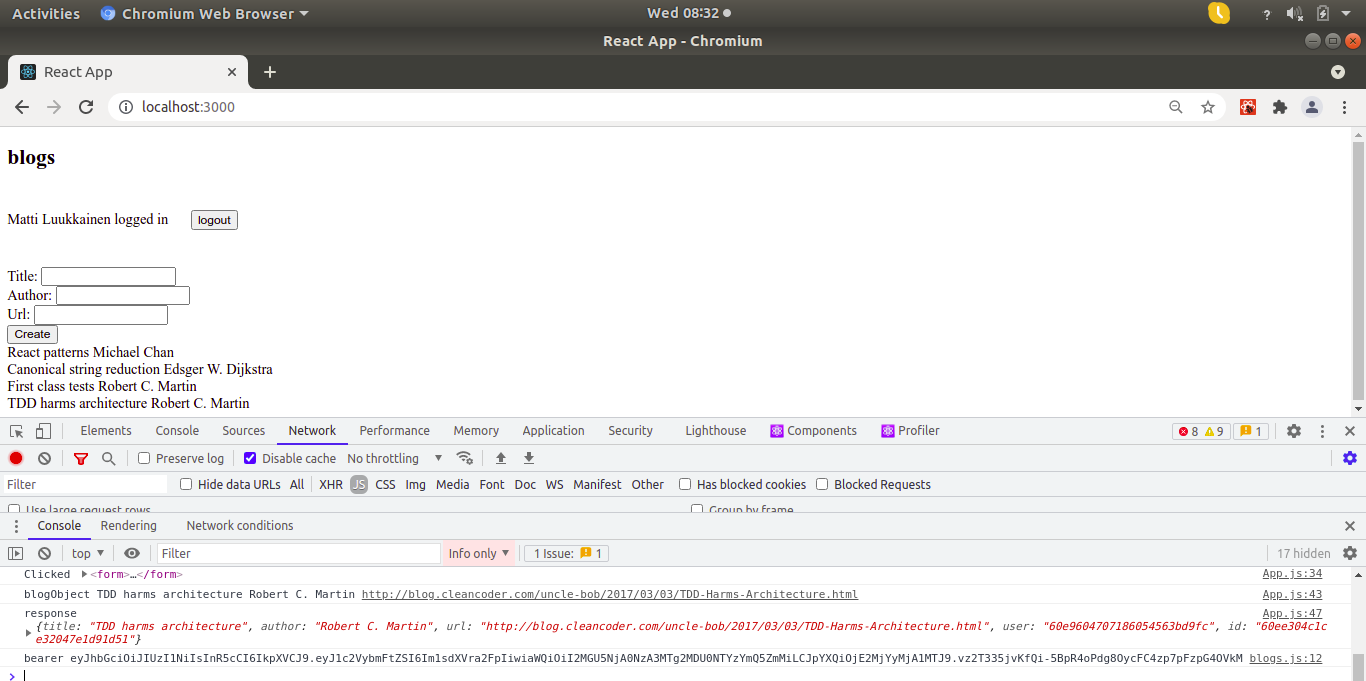 Activities Chromium Web Browser Wed 08:32
React App - Chromium
React App
localhost:3000
blogs
Matti Luukkainen logged in logout
Title:
Author:
Url:
Create
React patterns Michael Chan
Canonical string reduction Edsger W. Dijkstra
First class tests Robert C. Martin
TDD harms architecture Robert C. Martin
Elements Console Sources Network Performance Memory Application Security Lighthouse Components Profiler 8 9 1
Preserve log Disable cache No throttling
Filter Hide data URLs All XHR JS CSS Img Media Font Doc WS Manifest Other Has blocked cookies Blocked Requests
Use large request rows Group by frame
Console Rendering Network conditions
top Filter Info only 1 Issue: 1 17 hidden
Clicked <form>…</form> App.js:34
blogObject TDD harms architecture Robert C. Martin http://blog.cleancoder.com/uncle-bob/2017/03/03/TDD-Harms-Architecture.html App.js:43
response App.js:47
{title: "TDD harms architecture", author: "Robert C. Martin", url: "http://blog.cleancoder.com/uncle-bob/2017/03/03/TDD-Harms-Architecture.html", user: "60e9604707186054563bd9fc", id: "60ee304c1c
e32047e1d91d51"}
bearer eyJhbGciOiJIUzI1NiIsInR5cCI6IkpXVCJ9.eyJ1c2VybmFtZSI6Im1sdXVra2FpIiwiaWQiOiI2MGU5NjA0NzA3MTg2MDU0NTYzYmQ5ZmMiLCJpYXQiOjE2MjYyMjA1MTJ9.vz2T335jvKfQi-5BpR4oPdg8OycFC4zp7pFzpG4OVkM blogs.js:12